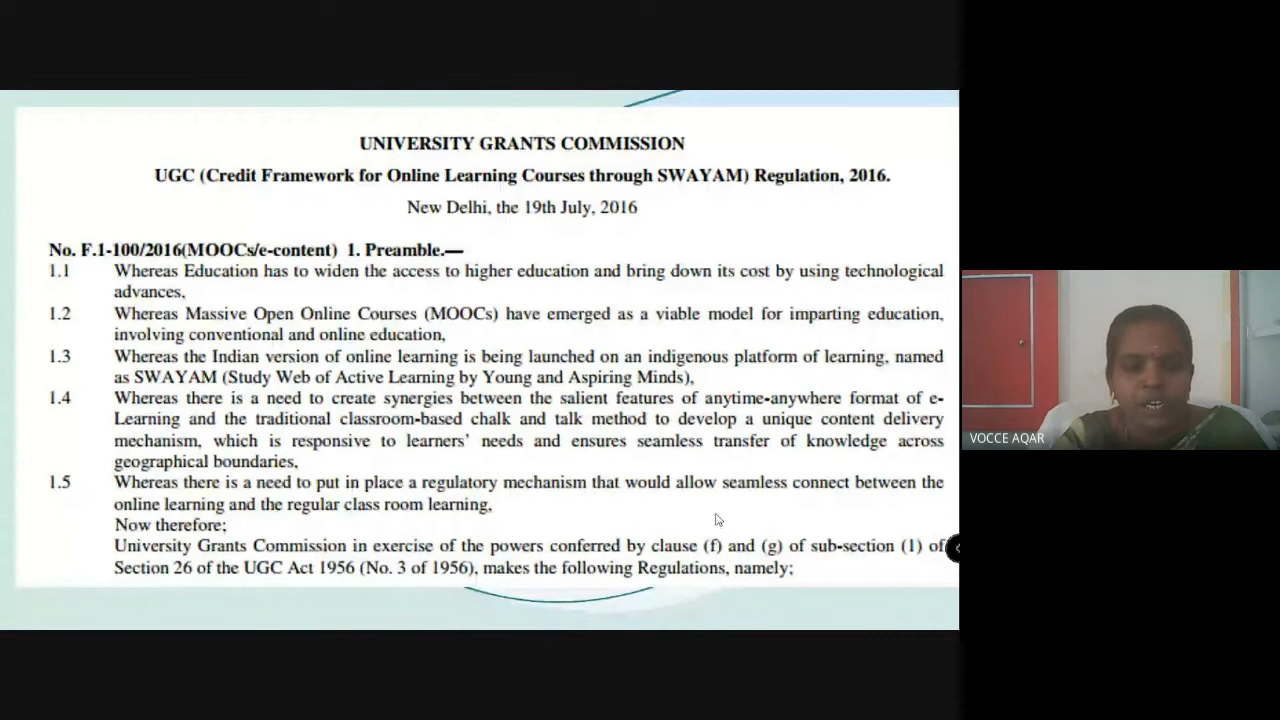 UNIVERSITY GRANTS COMMISSION
UGC (Credit Framework for Online Learning Courses through SWAYAM) Regulation, 2016.
New Delhi, the 19th July, 2016
No. F.1-100/2016(MOOCs/e-content) 1. Preamble.—
1.1 Whereas Education has to widen the access to higher education and bring down its cost by using technological
advances,
1.2 Whereas Massive Open Online Courses (MOOCs) have emerged as a viable model for imparting education,
involving conventional and online education,
1.3 Whereas the Indian version of online learning is being launched on an indigenous platform of learning, named
as SWAYAM (Study Web of Active Learning by Young and Aspiring Minds),
1.4 Whereas there is a need to create synergies between the salient features of anytime-anywhere format of e-
Learning and the traditional classroom-based chalk and talk method to develop a unique content delivery
mechanism, which is responsive to learners' needs and ensures seamless transfer of knowledge across
geographical boundaries,
1.5 Whereas there is a need to put in place a regulatory mechanism that would allow seamless connect between the
online learning and the regular class room learning,
Now therefore;
University Grants Commission in exercise of the powers conferred by clause (f) and (g) of sub-section (1) of
Section 26 of the UGC Act 1956 (No. 3 of 1956), makes the following Regulations, namely;
VOCCE AQAR